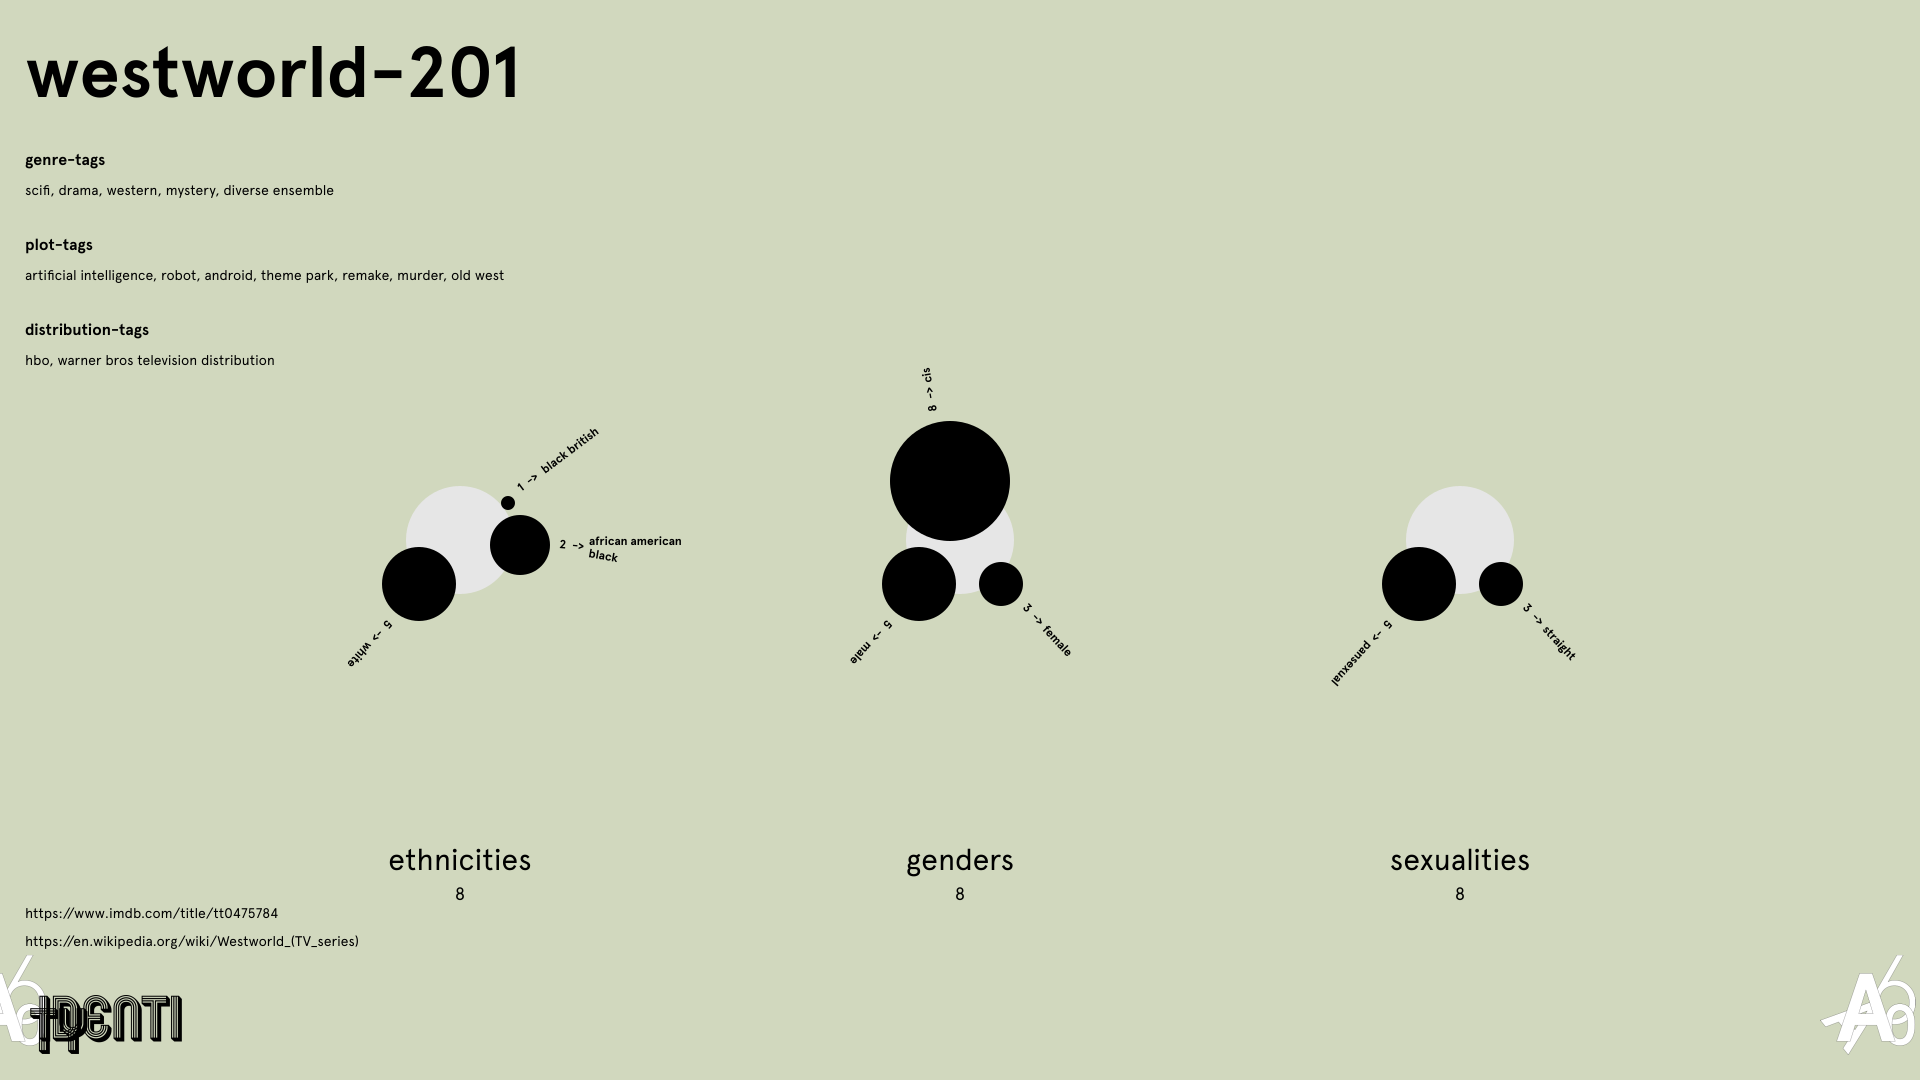 westworld-201
genre-tags
scifi, drama, western, mystery, diverse ensemble
plot-tags
artificial intelligence, robot, android, theme park, remake, murder, old west
distribution-tags
hbo, warner bros television distribution
1 -> black british
2 -> african american
black
5 -> white
8 -> cis
5 -> male
3 -> female
5 -> pansexual
3 -> straight
ethnicities
8
genders
8
sexualities
8
https://www.imdb.com/title/tt0475784
https://en.wikipedia.org/wiki/Westworld_(TV_series)
IDENTI
TY